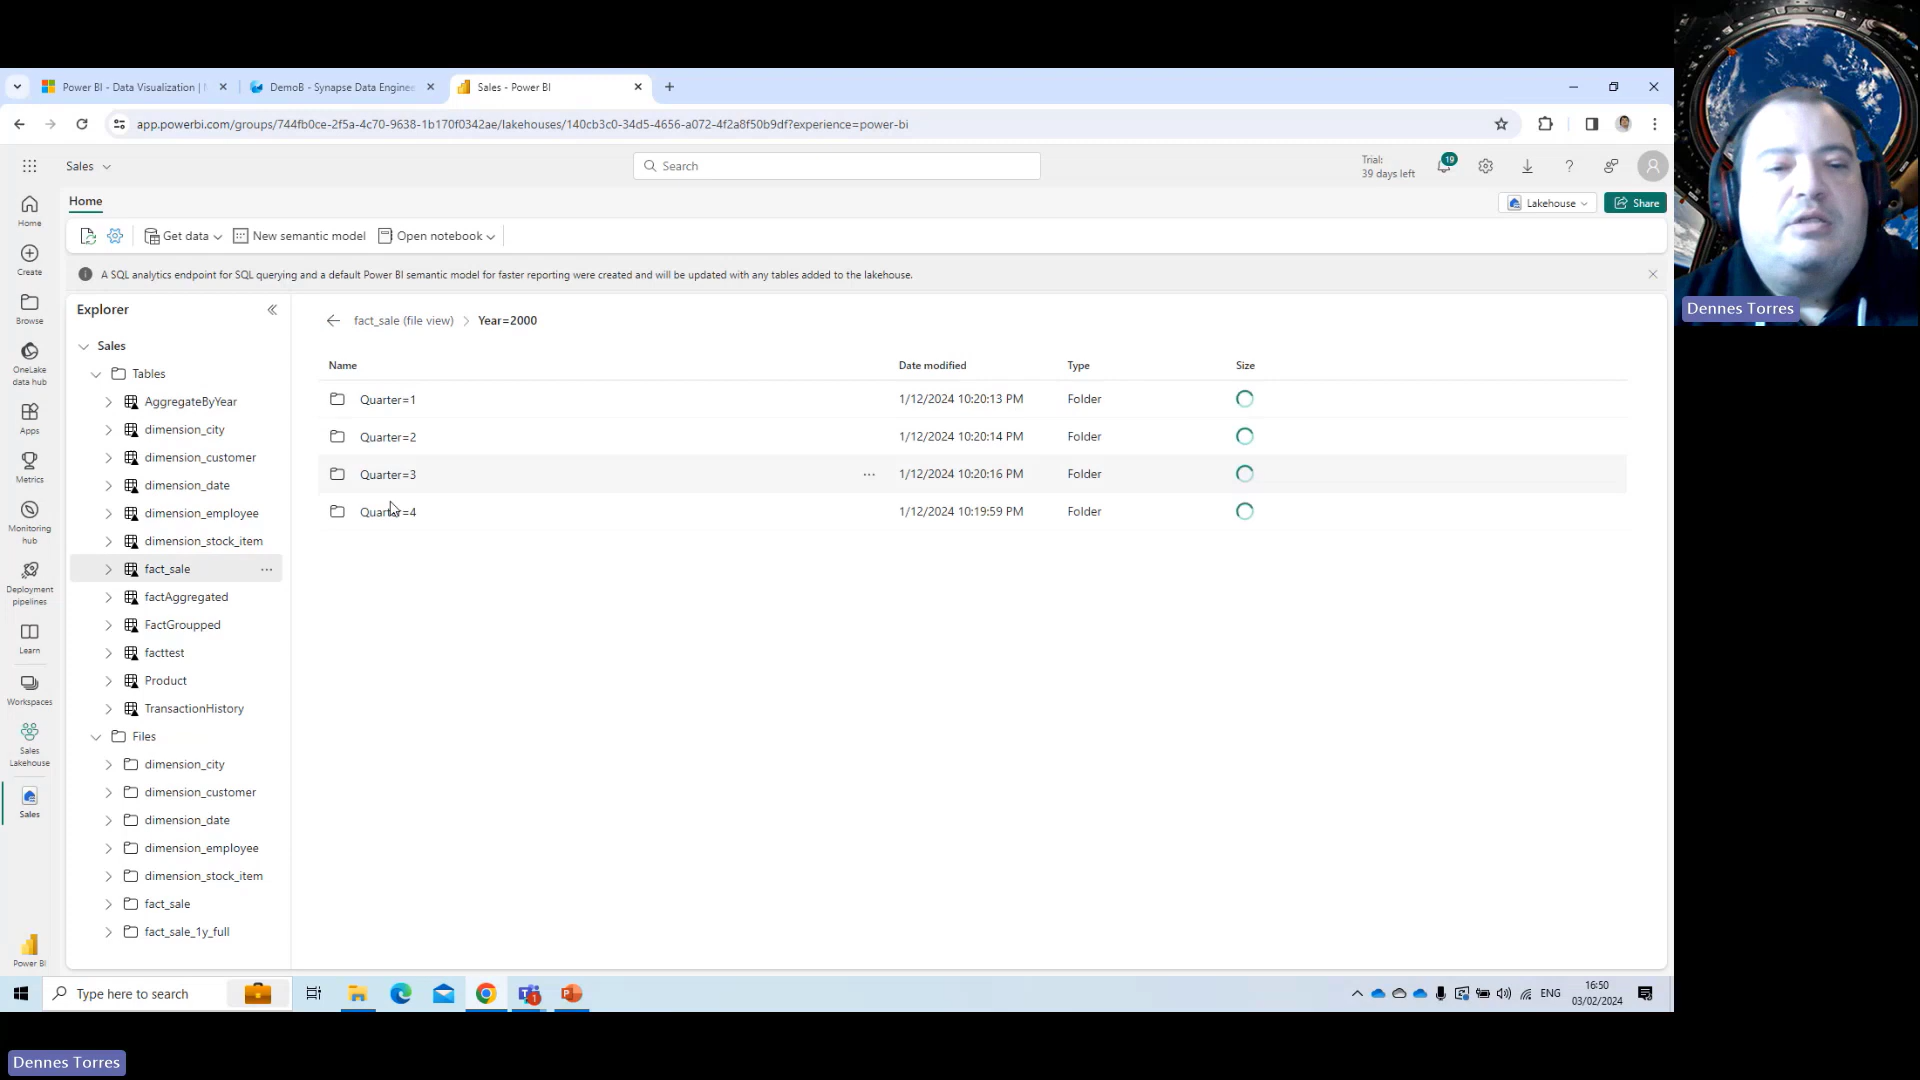 Power BI - Data Visualization |
DemoB - Synapse Data Enginee
Sales - Power BI
app.powerbi.com/groups/744fb0ce-2f5a-4c70-9638-1b170f0342ae/lakehouses/140cb3c0-34d5-4656-a072-4f2a8f50b9df?experience=power-bi
Sales
Search
Trial:
39 days left
19
Home
Lakehouse
Share
Get data
New semantic model
Open notebook
A SQL analytics endpoint for SQL querying and a default Power BI semantic model for faster reporting were created and will be updated with any tables added to the lakehouse.
Home
Create
Browse
OneLake
data hub
Apps
Metrics
Monitoring
hub
Deployment
pipelines
Learn
Workspaces
Sales
Lakehouse
Sales
Power BI
Explorer
Sales
Tables
AggregateByYear
dimension_city
dimension_customer
dimension_date
dimension_employee
dimension_stock_item
fact_sale
factAggregated
FactGroupped
facttest
Product
TransactionHistory
Files
dimension_city
dimension_customer
dimension_date
dimension_employee
dimension_stock_item
fact_sale
fact_sale_1y_full
fact_sale (file view) > Year=2000
Name Date modified Type Size
Quarter=1 1/12/2024 10:20:13 PM Folder
Quarter=2 1/12/2024 10:20:14 PM Folder
Quarter=3 1/12/2024 10:20:16 PM Folder
Quarter=4 1/12/2024 10:19:59 PM Folder
Type here to search
ENG
16:50
03/02/2024
Dennes Torres
Dennes Torres